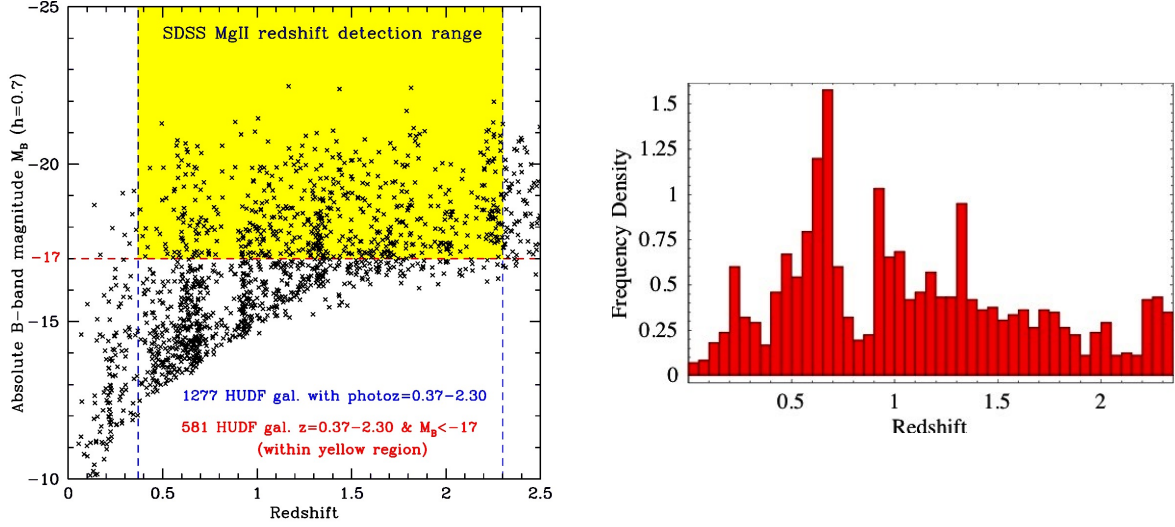 -25
-20
-17
-15
-10
Absolute B-band magnitude M_B (h=0.7)
SDSS MgII redshift detection range
1277 HUDF gal. with photoz=0.37-2.30
581 HUDF gal. z=0.37-2.30 & M_B<-17
(within yellow region)
0 0.5 1 1.5 2 2.5
Redshift
1.5
1.25
1
0.75
0.5
0.25
0
Frequency Density
0.5 1 1.5 2
Redshift